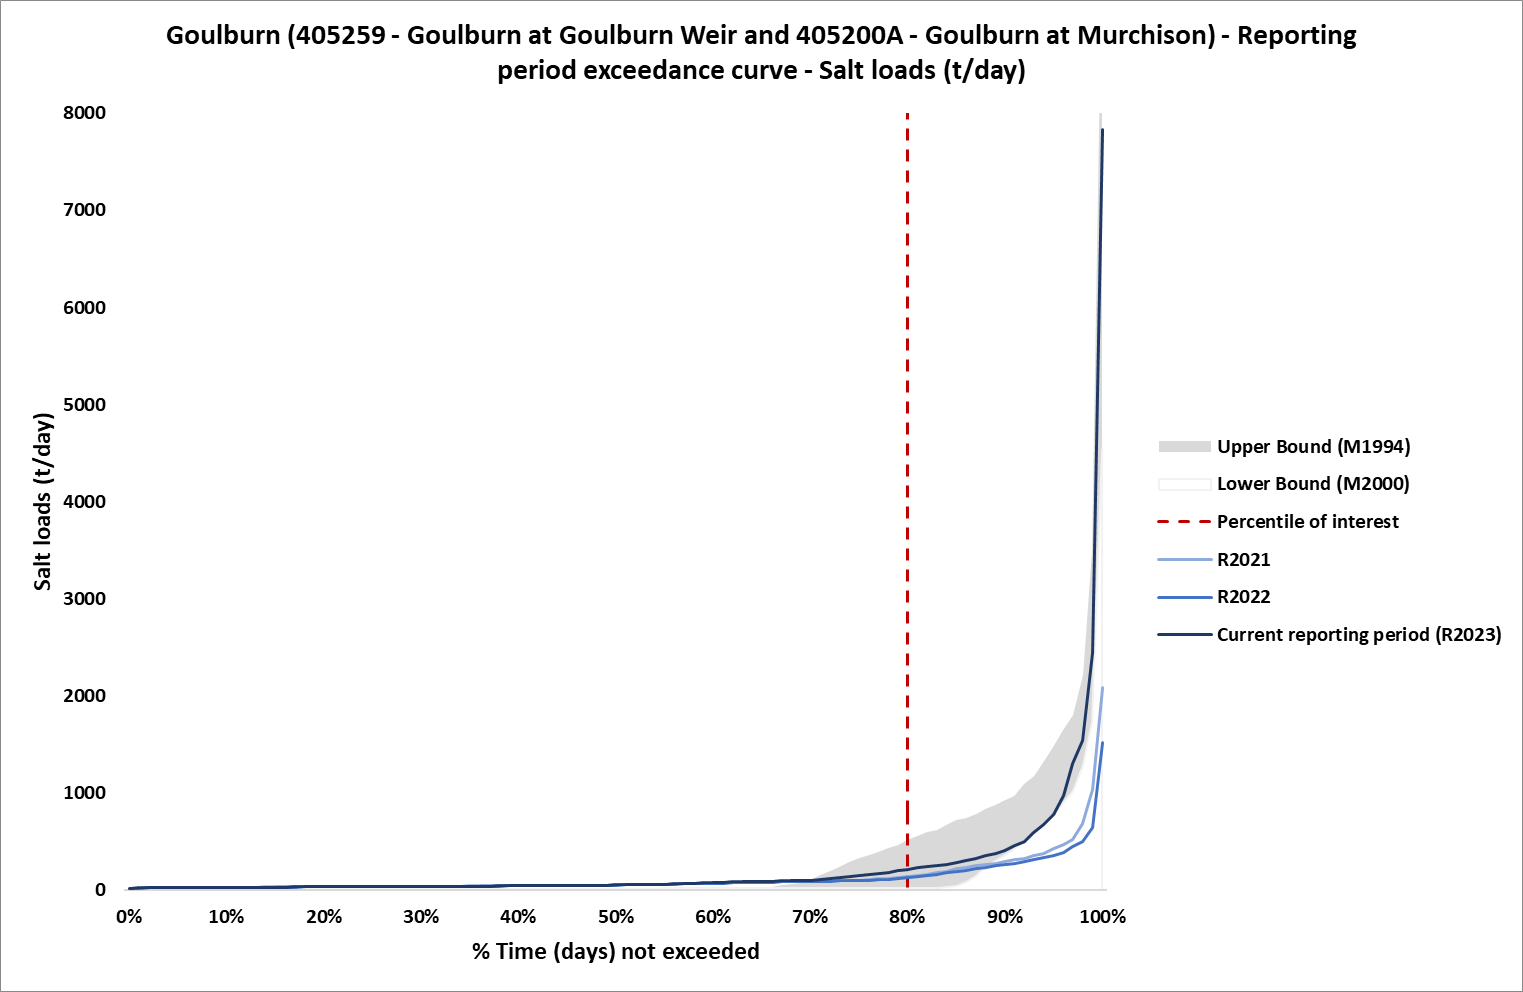 Goulburn (405259 - Goulburn at Goulburn Weir and 405200A - Goulburn at Murchison) - Reporting
period exceedance curve - Salt loads (t/day)
8000
7000
6000
5000
4000
3000
2000
1000
0
Salt loads (t/day)
0%
10%
20%
30%
40%
50%
60%
70%
80%
90%
100%
% Time (days) not exceeded
Upper Bound (M1994)
Lower Bound (M2000)
Percentile of interest
R2021
R2022
Current reporting period (R2023)